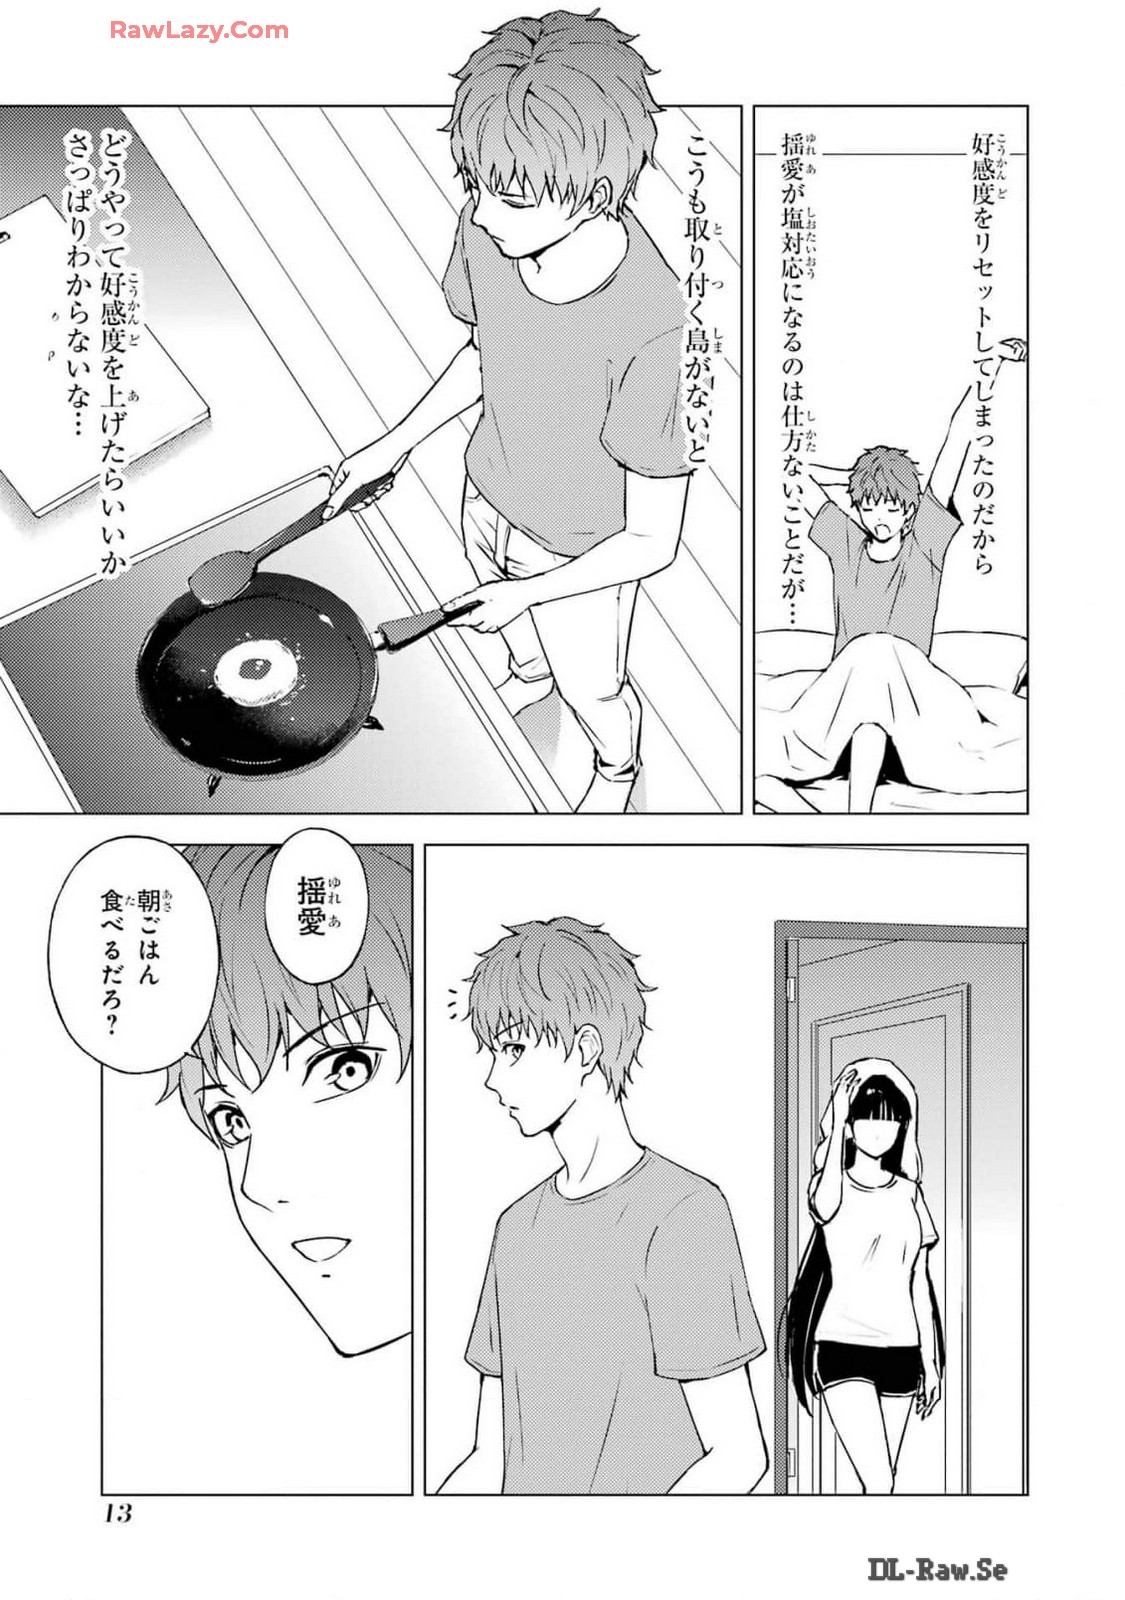 RawLazy.Com
好感度をリセットしてしまったのだから
揺愛が塩対応になるのは仕方ないことだが…
こうも取り付く島がないと
どうやって好感度を上げたらいいか
さっぱりわからないな…
揺愛
朝ごはん
食べるだろ?
13
DL-Raw.Se